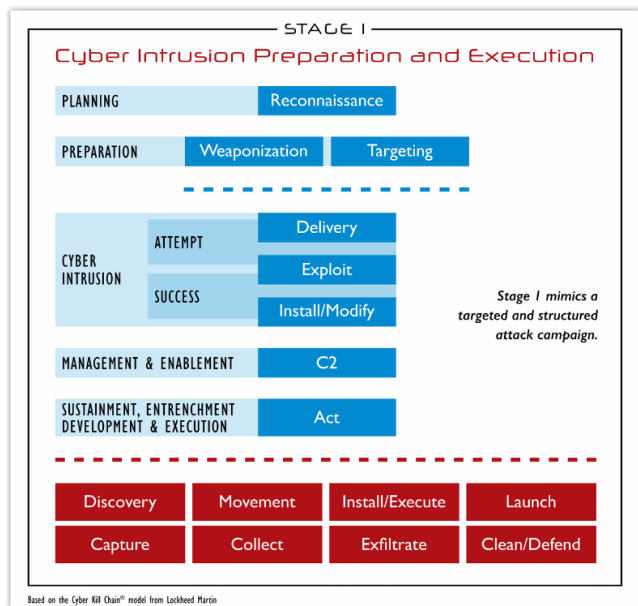 STAGE 1
Cyber Intrusion Preparation and Execution
PLANNING
Reconnaissance
PREPARATION
Weaponization
Targeting
CYBER
INTRUSION
ATTEMPT
SUCCESS
Delivery
Exploit
Install/Modify
Stage 1 mimics a
targeted and structured
attack campaign.
MANAGEMENT & ENABLEMENT
C2
SUSTAINMENT, ENTRENCHMENT
DEVELOPMENT & EXECUTION
Act
Discovery
Movement
Install/Execute
Launch
Capture
Collect
Exfiltrate
Clean/Defend
Based on the Cyber Kill Chain® model from Lockheed Martin